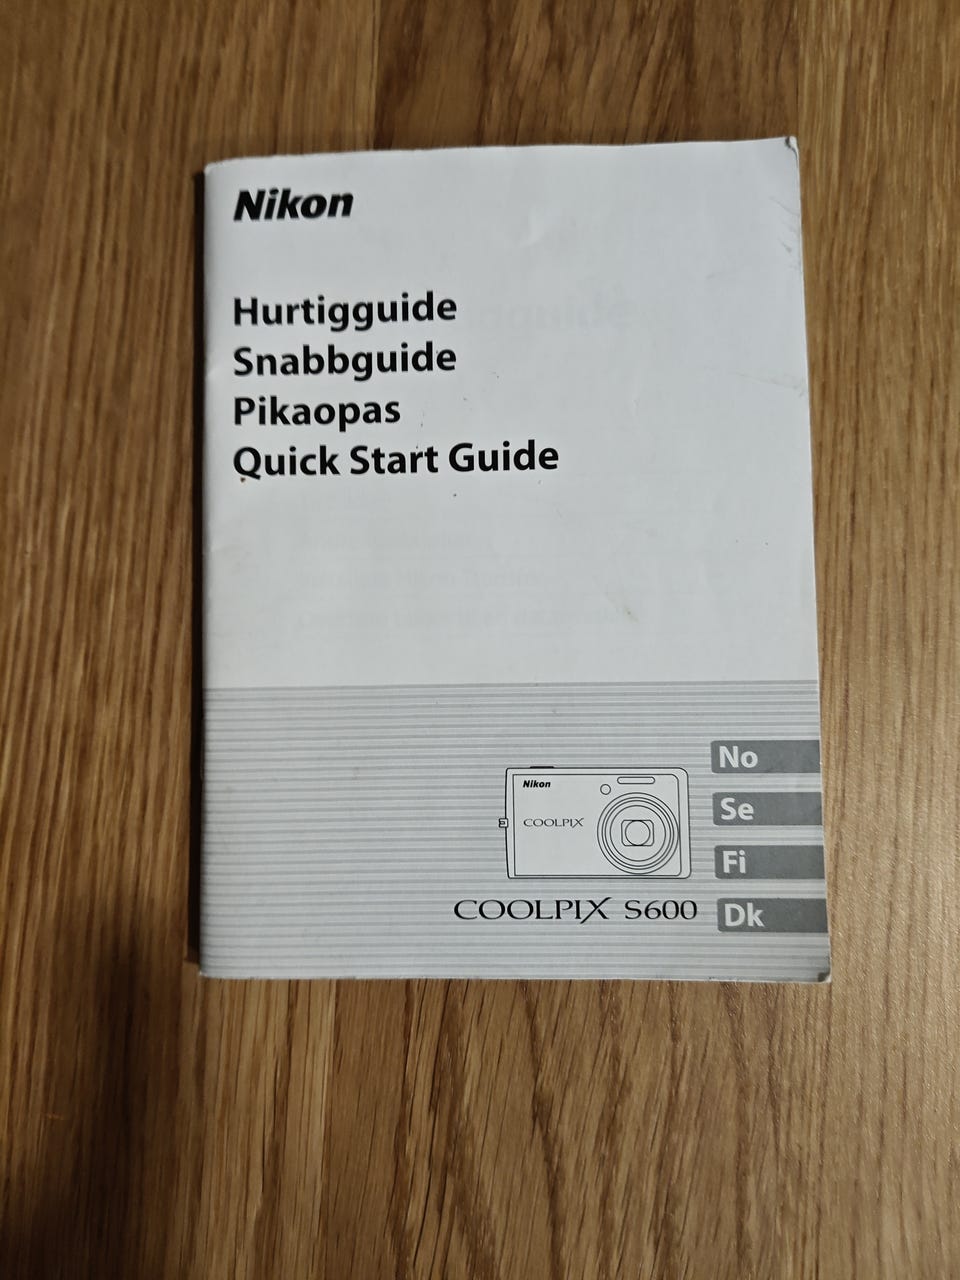 Nikon
Hurtigguide
Snabbguide
Pikaopas
Quick Start Guide
No
Se
Fi
Dk
Nikon
COOLPIX
COOLPIX S600